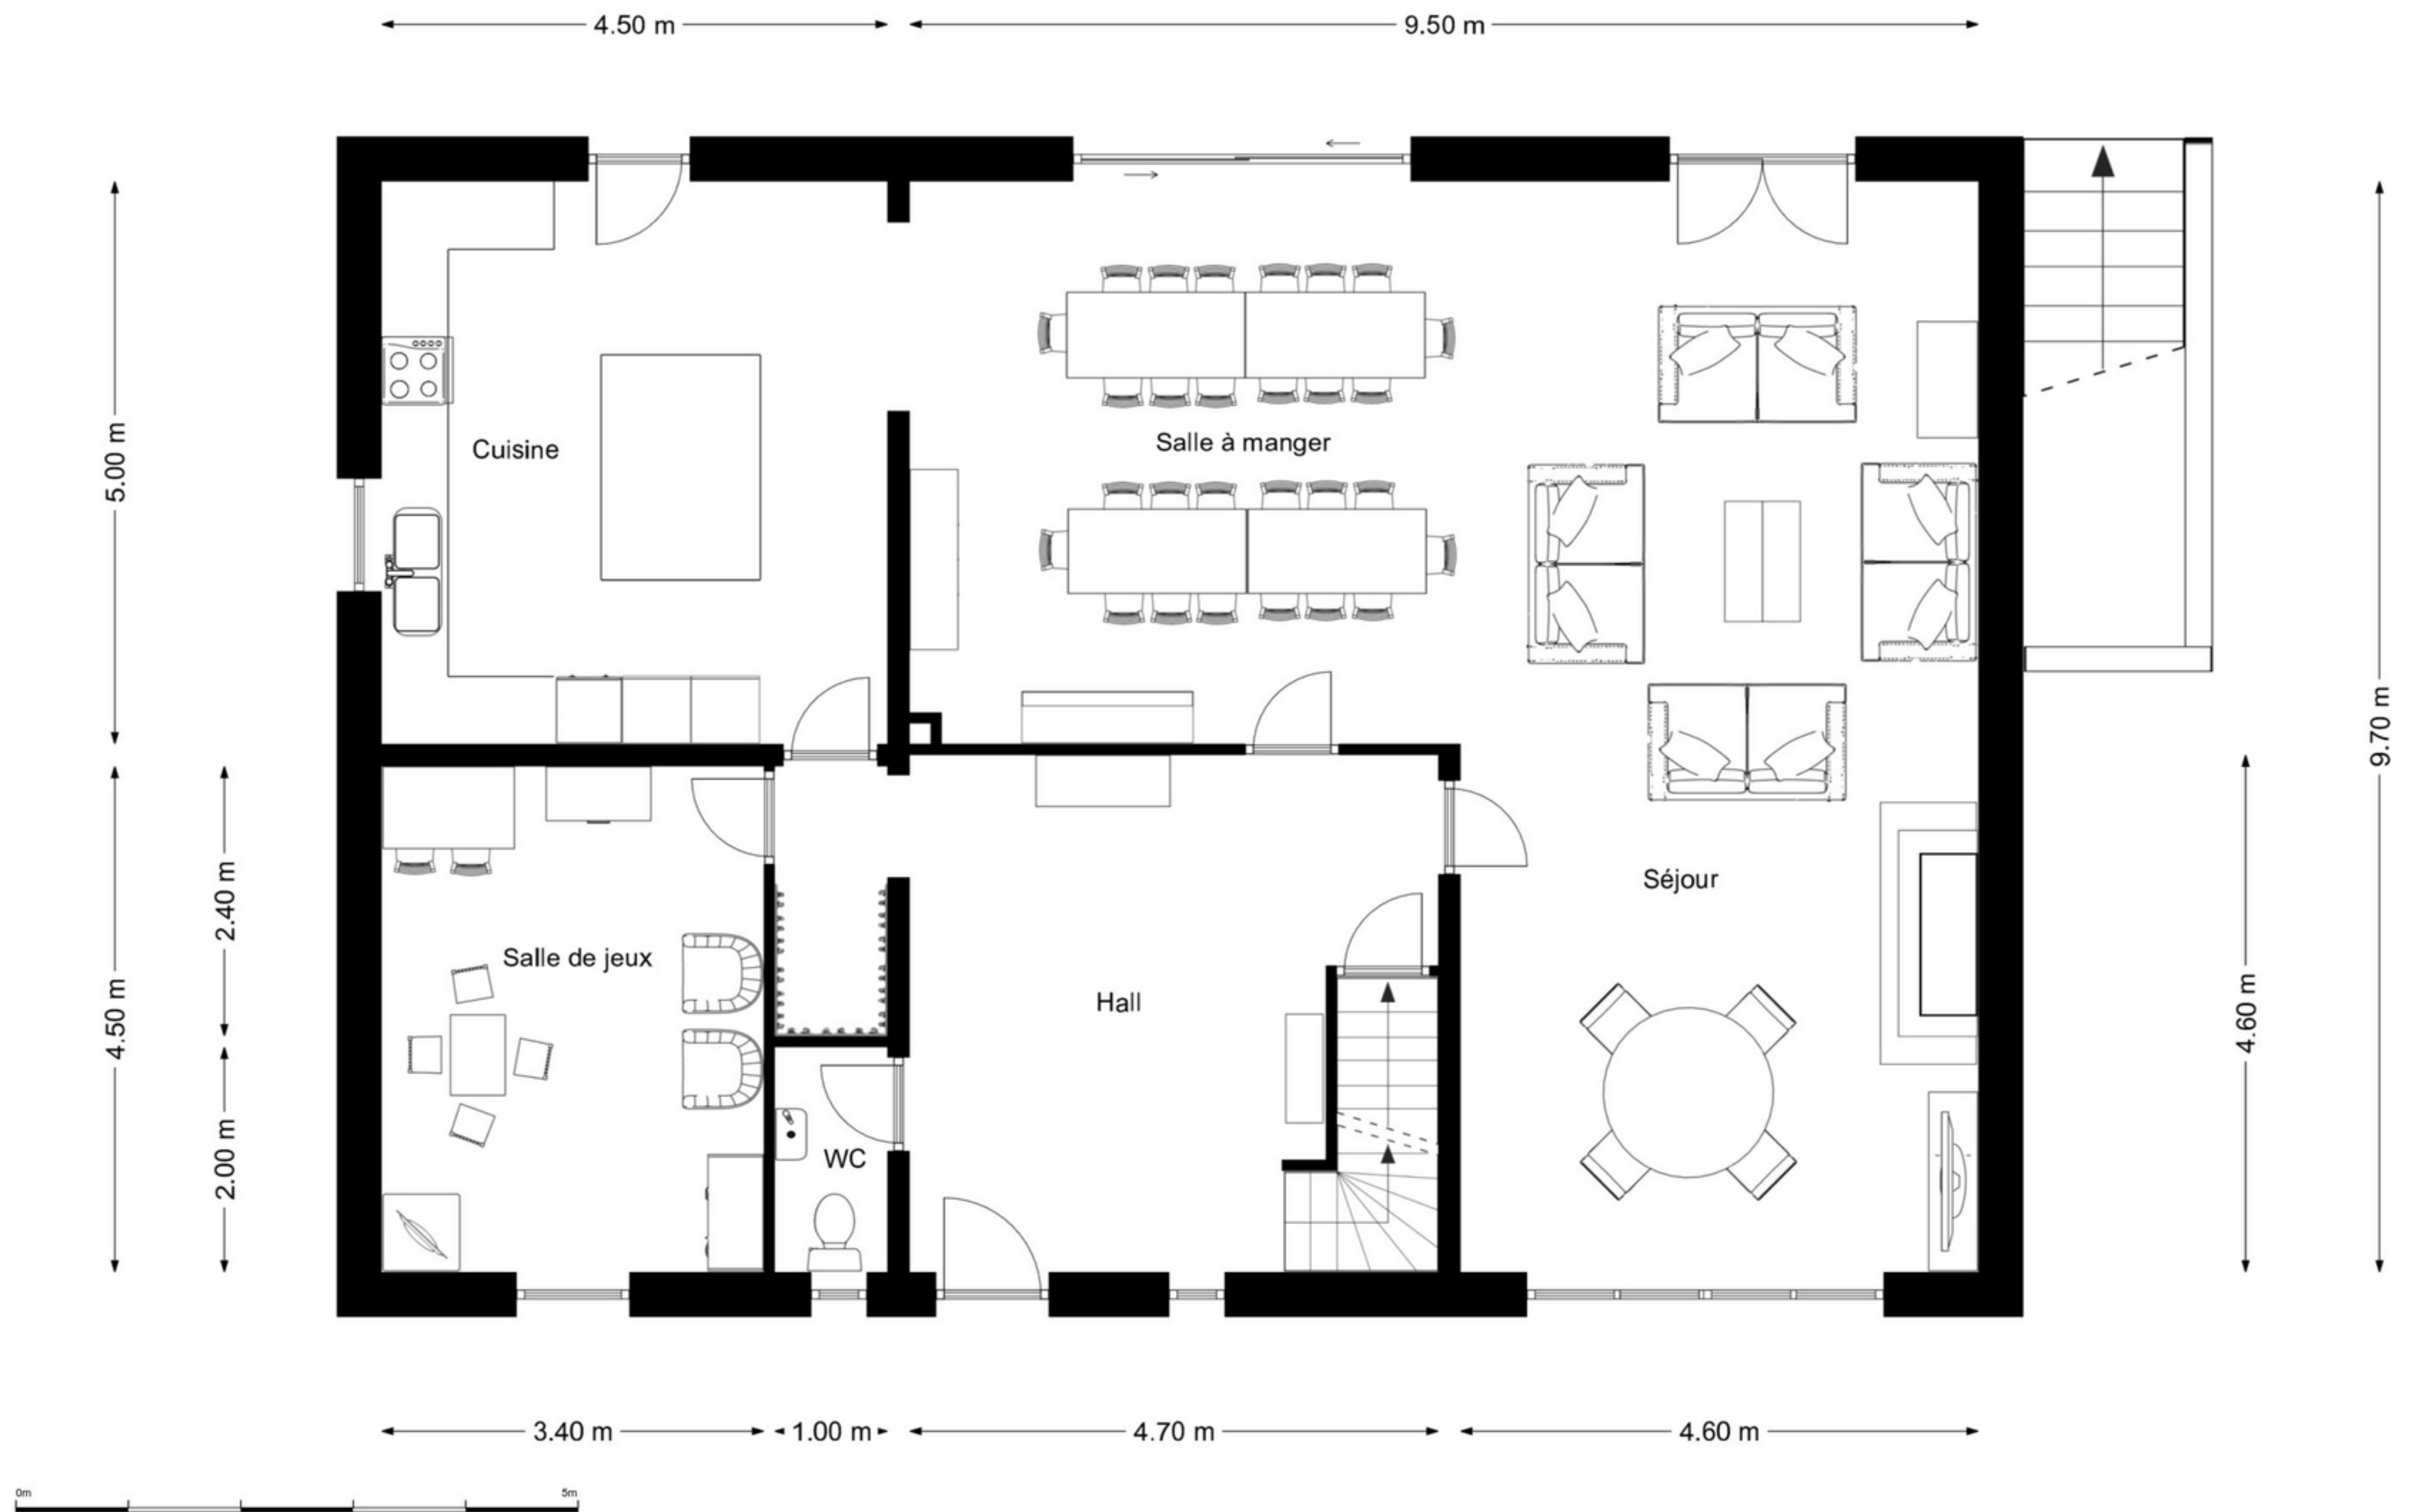 4.50 m
9.50 m
5.00 m
Cuisine
Salle à manger
9.70 m
4.50 m
2.40 m
2.00 m
Salle de jeux
WC
Hall
Séjour
4.60 m
3.40 m
1.00 m
4.70 m
4.60 m
0m
5m